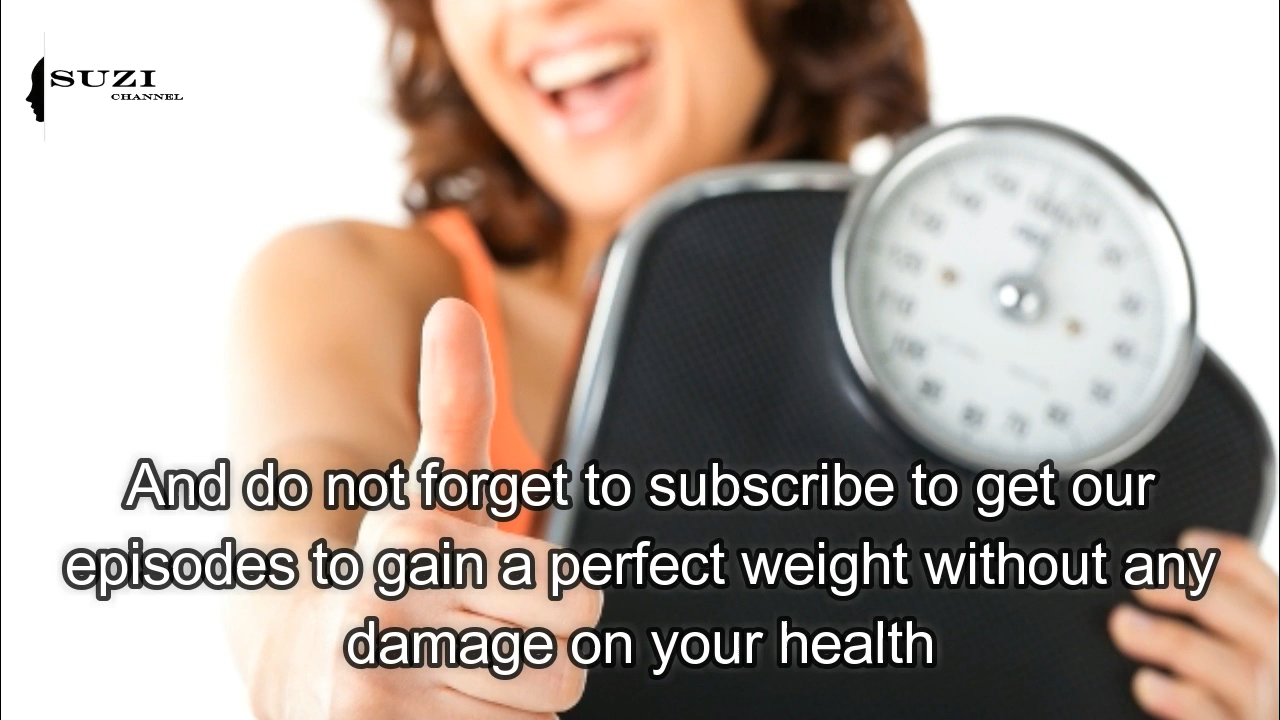 SUZI
CHANNEL
And do not forget to subscribe to get our
episodes to gain a perfect weight without any
damage on your health